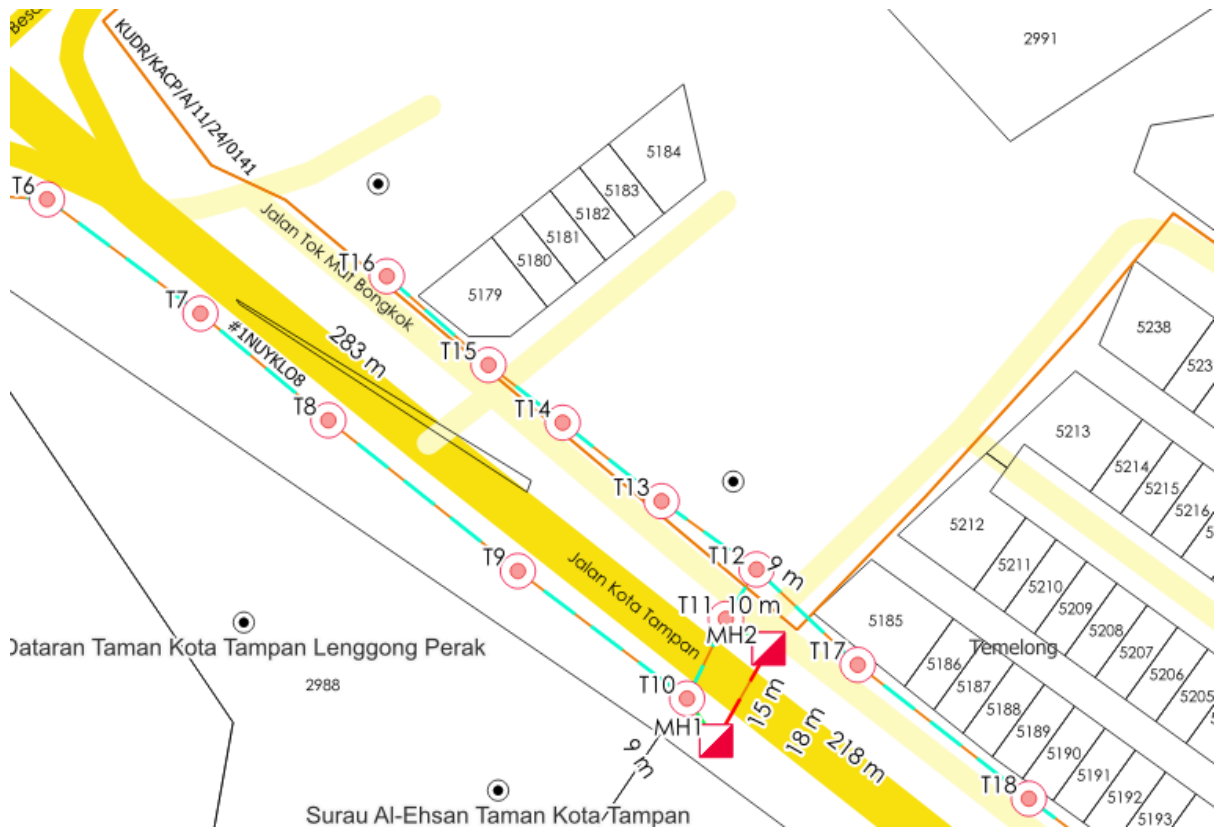 Besa
KUDR/KACP/A/11/24/0141
2991
5184
5183
5182
5181
5180
5179
T6
T7
T16
Jalan Tok Mat Bongkok
#1NUYKLO8
283 m
T15
T8
T14
5238
523
5213
5214
5215
5216
T13
T9
T12
9 m
Jalan Kota Tampan
5212
5211
5210
5209
5208
5207
5206
5205
T11
10 m
MH2
5185
Temelong
5186
5187
5188
5189
5190
5191
5192
5193
T17
Dataran Taman Kota Tampan Lenggong Perak
2988
T10
MH1
15 m
18 m
218 m
9 m
T18
Surau Al-Ehsan Taman Kota Tampan